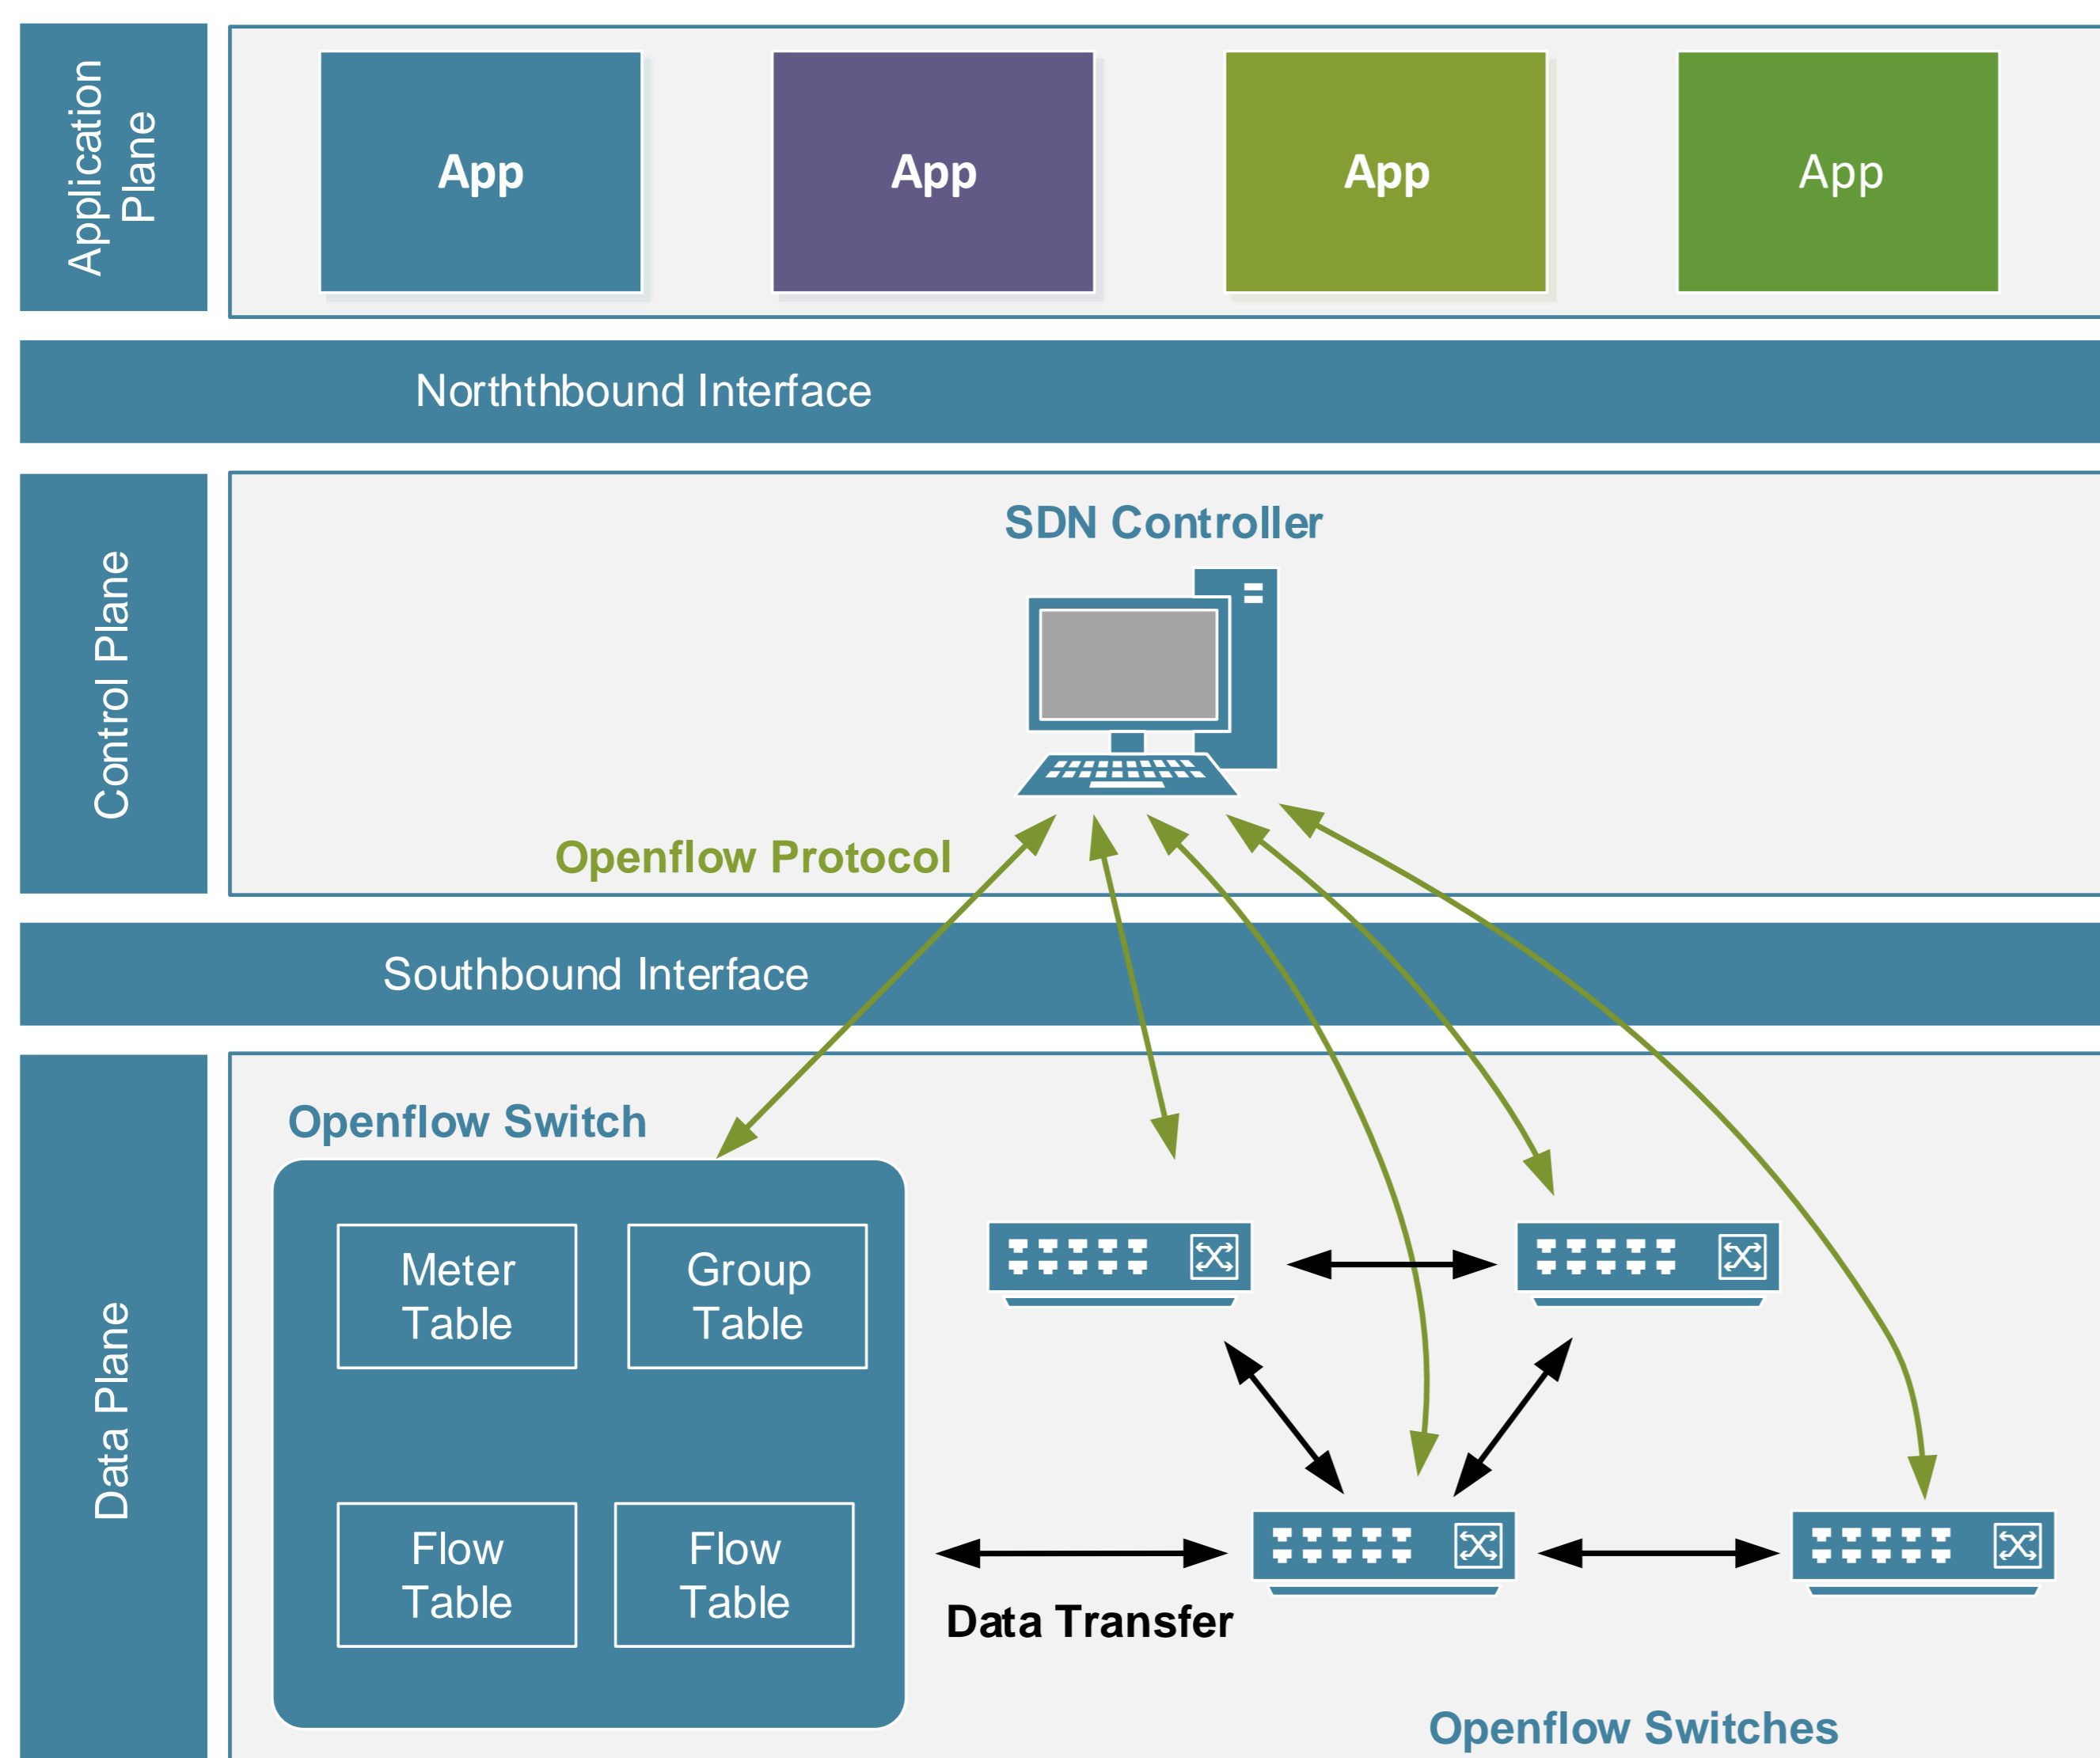 Application
Plane
App
App
App
App
Norththbound Interface
Control Plane
SDN Controller
Openflow Protocol
Southbound Interface
Data Plane
Openflow Switch
Meter
Table
Group
Table
Flow
Table
Flow
Table
Data Transfer
Openflow Switches